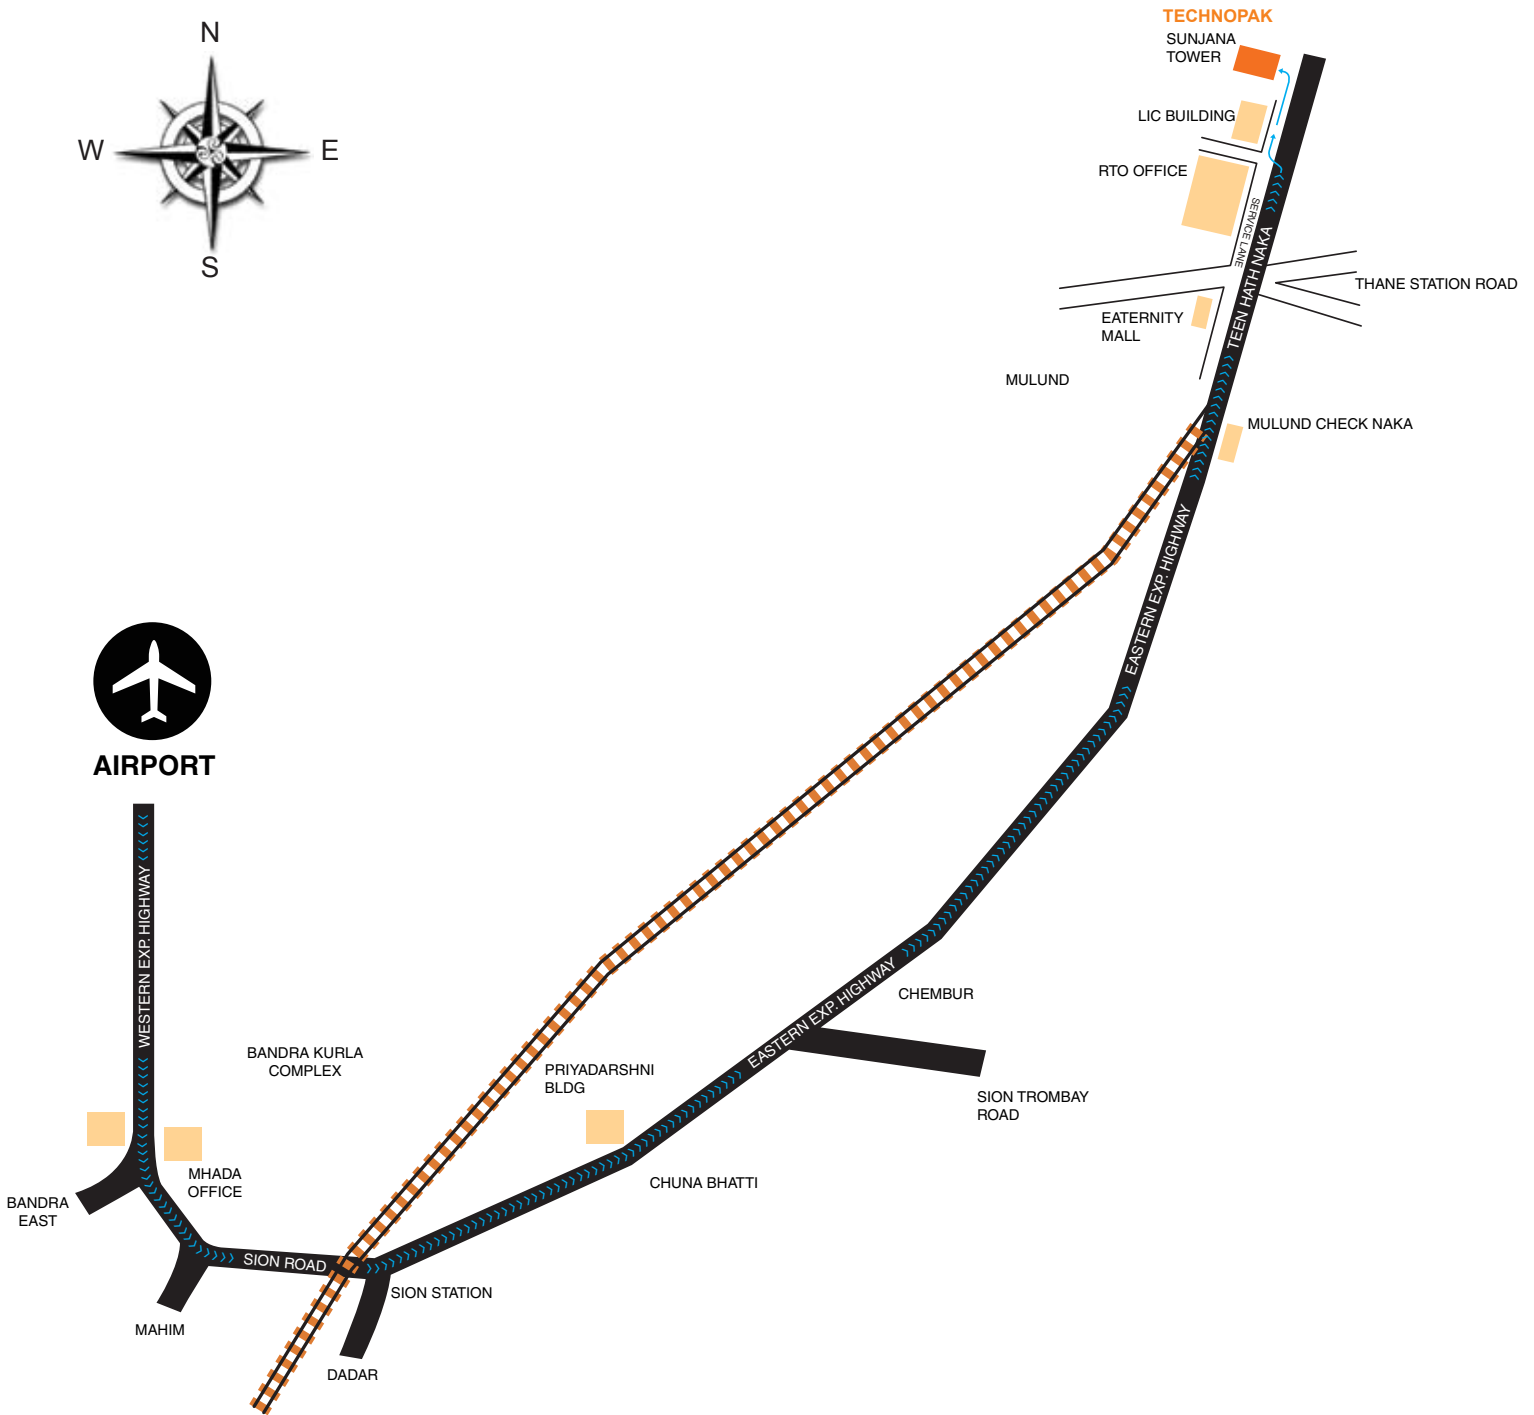 TECHNOPAK
SUNJANA
TOWER
N
W
E
S
LIC BUILDING
RTO OFFICE
SERVICE LANE
TEEN HATH NAKA
THANE STATION ROAD
EATERNITY
MALL
MULUND
MULUND CHECK NAKA
EASTERN EXP. HIGHWAY
AIRPORT
WESTERN EXP. HIGHWAY
EASTERN EXP. HIGHWAY
CHEMBUR
BANDRA KURLA
COMPLEX
PRIYADARSHNI
BLDG
SION TROMBAY
ROAD
MHADA
OFFICE
CHUNA BHATTI
BANDRA
EAST
SION ROAD
SION STATION
MAHIM
DADAR